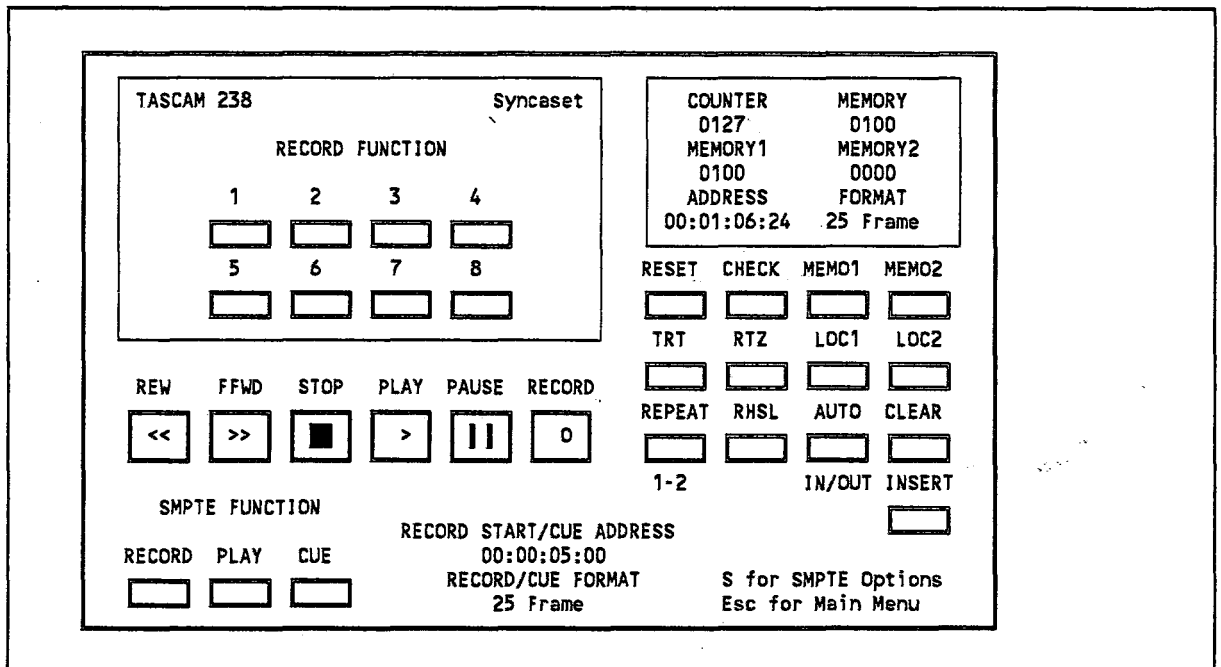 TASCAM 238 Syncaset
RECORD FUNCTION
1 2 3 4
5 6 7 8
COUNTER MEMORY
0127 0100
MEMORY1 MEMORY2
0100 0000
ADDRESS FORMAT
00:01:06:24 25 Frame
RESET CHECK MEMO1 MEMO2
TRT RTZ LOC1 LOC2
REW FFWD STOP PLAY PAUSE RECORD
<< >> > O
REPEAT RHSL AUTO CLEAR
1-2 IN/OUT INSERT
SMPTE FUNCTION
RECORD PLAY CUE
RECORD START/CUE ADDRESS
00:00:05:00
RECORD/CUE FORMAT
25 Frame
S for SMPTE Options
Esc for Main Menu